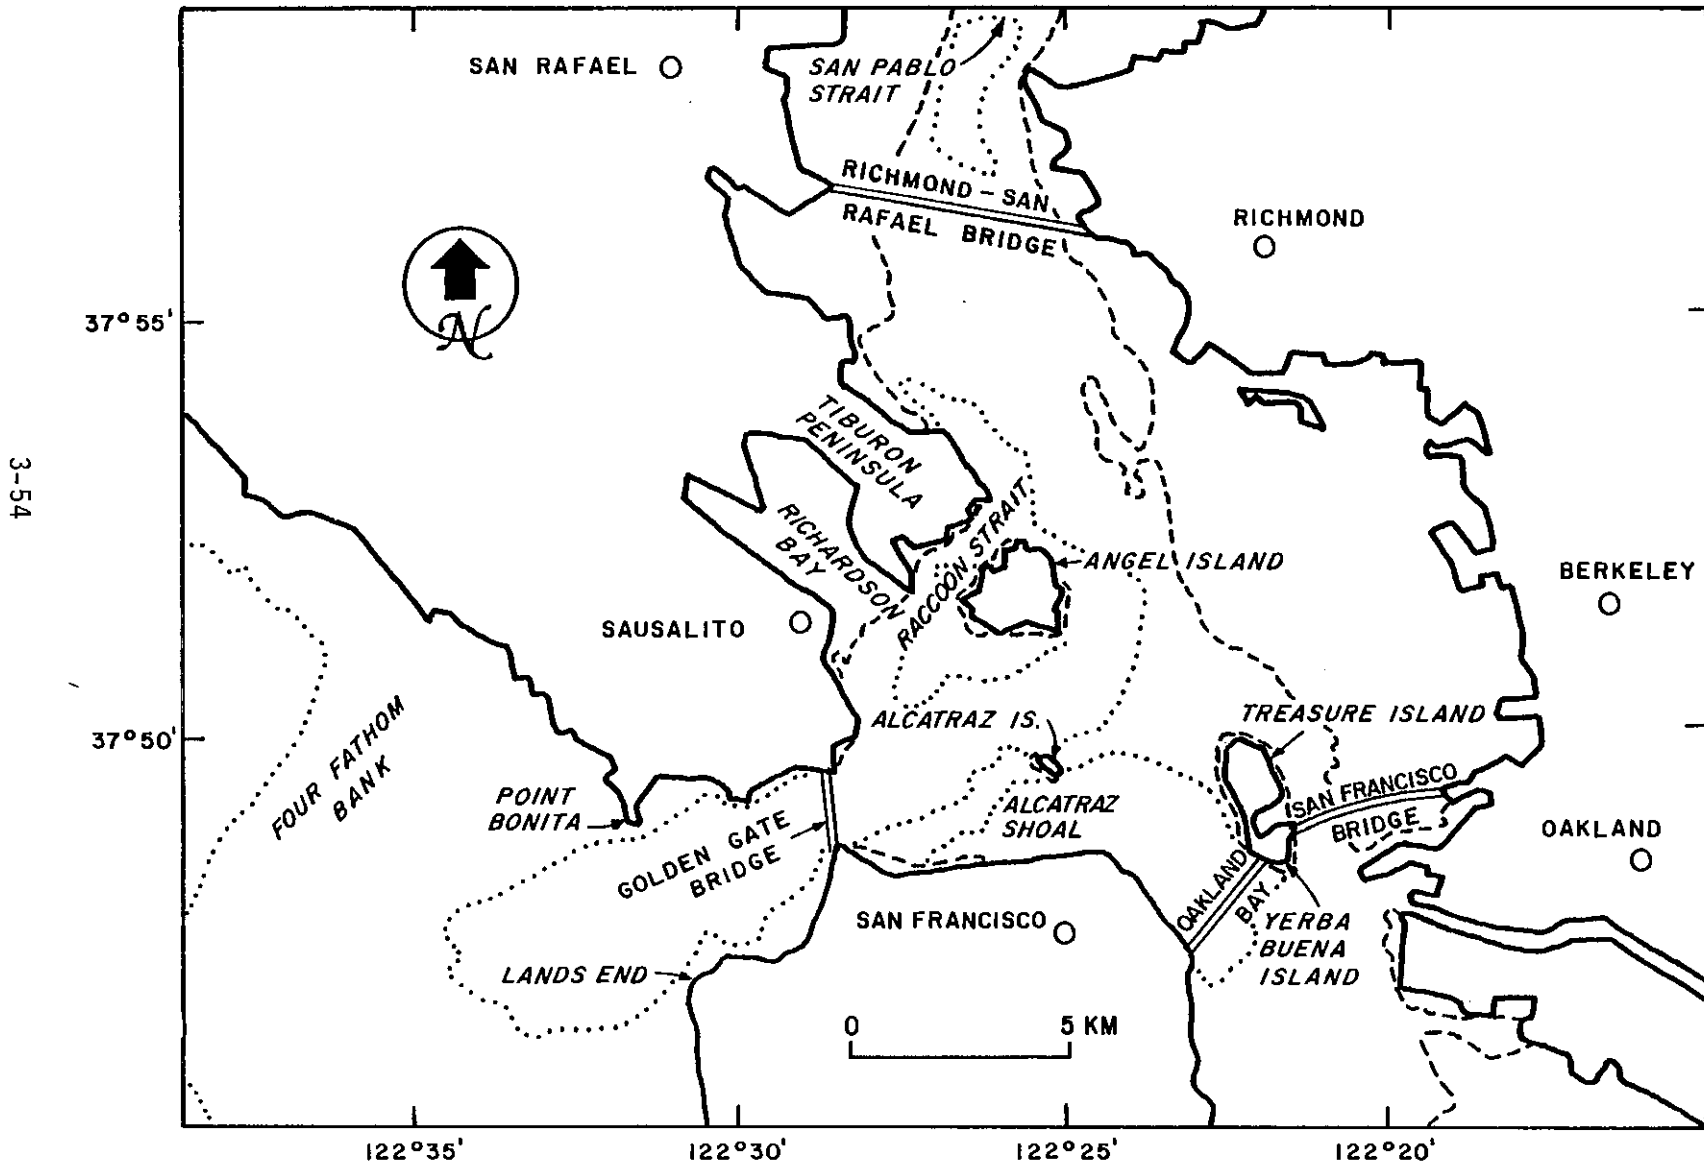 SAN RAFAEL
SAN PABLO
STRAIT
RICHMOND - SAN
RAFAEL BRIDGE
RICHMOND
N
37°55'
TIBURON
PENINSULA
3-54
RICHARDSON
BAY
RACCOON STRAIT
ANGEL ISLAND
BERKELEY
SAUSALITO
ALCATRAZ IS.
TREASURE ISLAND
37°50'
FOUR FATHOM
BANK
POINT
BONITA
GOLDEN GATE
BRIDGE
ALCATRAZ
SHOAL
SAN FRANCISCO
BRIDGE
OAKLAND
OAKLAND
BAY
SAN FRANCISCO
YERBA
BUENA
ISLAND
LANDS END
0 5 KM
122°35' 122°30' 122°25' 122°20'